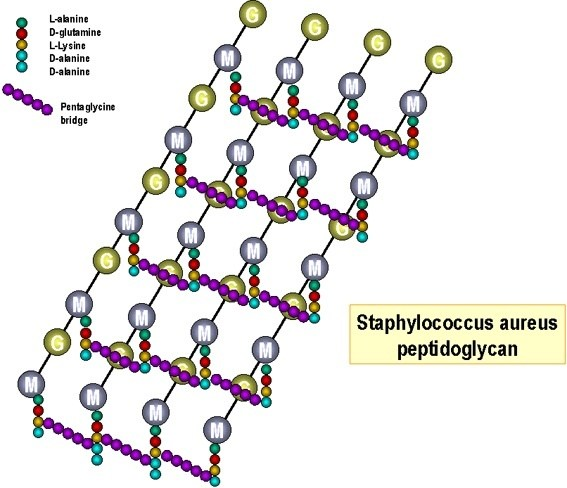 L-alanine
D-glutamine
L-Lysine
D-alanine
D-alanine
Pentaglycine
bridge
G G G G
M M M M
G G G G
M M M M
G G G G
M M M M
G G G G
M M M M
G G G G
M M M M
Staphylococcus aureus
peptidoglycan